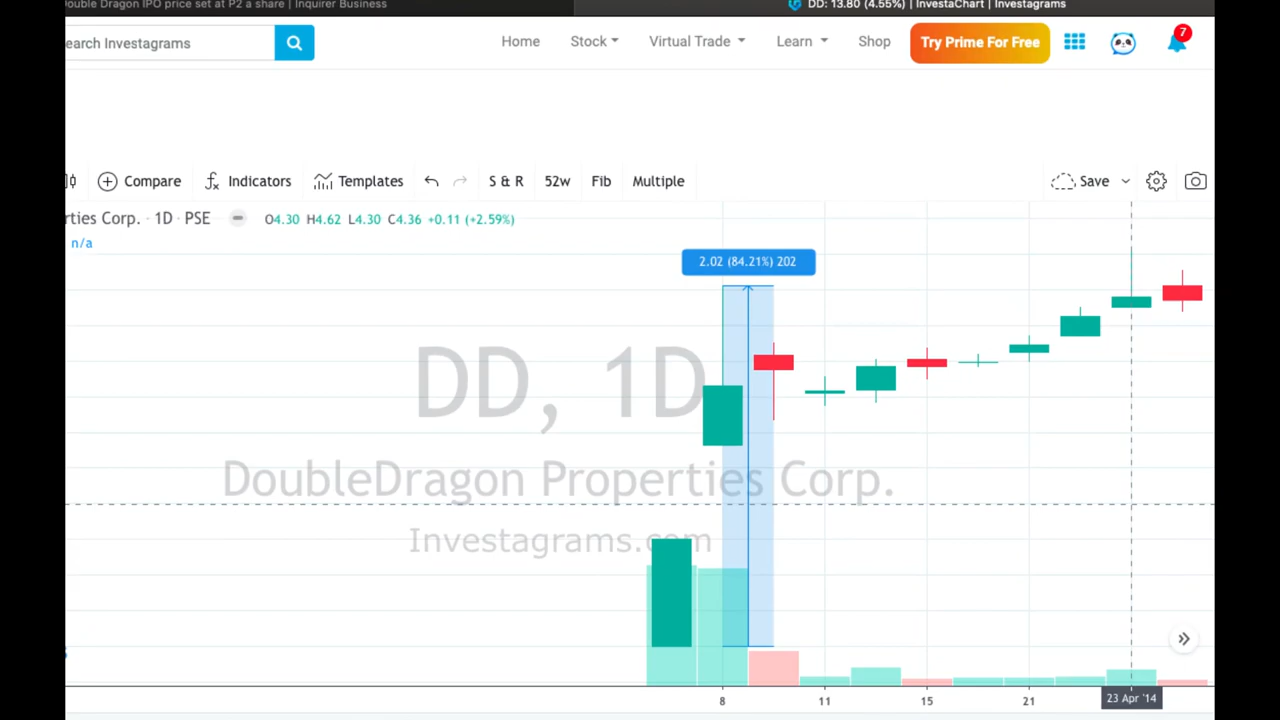 Double Dragon IPO price set at P2 a share | Inquirer Business
DD: 13.80 (4.55%) | InvestaChart | Investagrams
earch Investagrams
Home Stock Virtual Trade Learn Shop Try Prime For Free 7
Compare Indicators Templates S & R 52w Fib Multiple Save
rties Corp. · 1D · PSE O4.30 H4.62 L4.30 C4.36 +0.11 (+2.59%)
n/a
2.02 (84.21%) 202
DD, 1D
DoubleDragon Properties Corp.
Investagrams.com
8 11 15 21 23 Apr '14